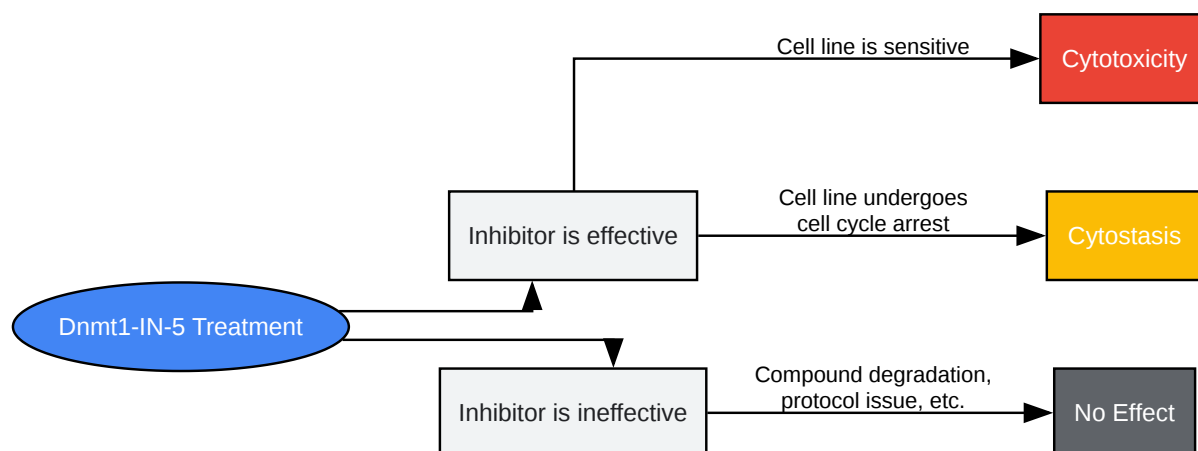 Cell line is sensitive
Cytotoxicity
Cell line undergoes
cell cycle arrest
Inhibitor is effective
Cytostasis
Dnmt1-IN-5 Treatment
Compound degradation,
protocol issue, etc.
Inhibitor is ineffective
No Effect